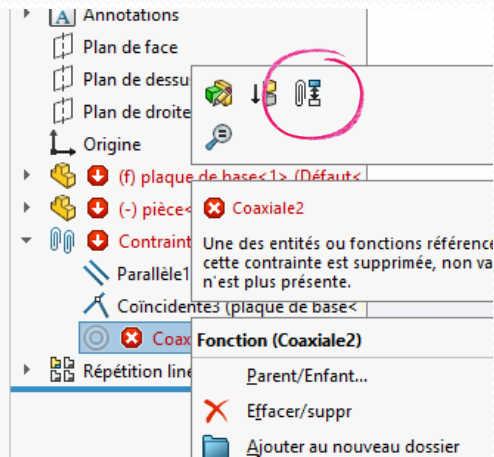 Annotations
Plan de face
Plan de dessu
Plan de droite
Origine
(f) plaque de base<1> (Défaut<
(-) pièce<
Coaxiale2
Contraint
Une des entités ou fonctions référencé
cette contrainte est supprimée, non va
n'est plus présente.
Parallèle1
Coïncidente3 (plaque de base<
Coax
Fonction (Coaxiale2)
Répétition line
Parent/Enfant...
Effacer/suppr
Ajouter au nouveau dossier